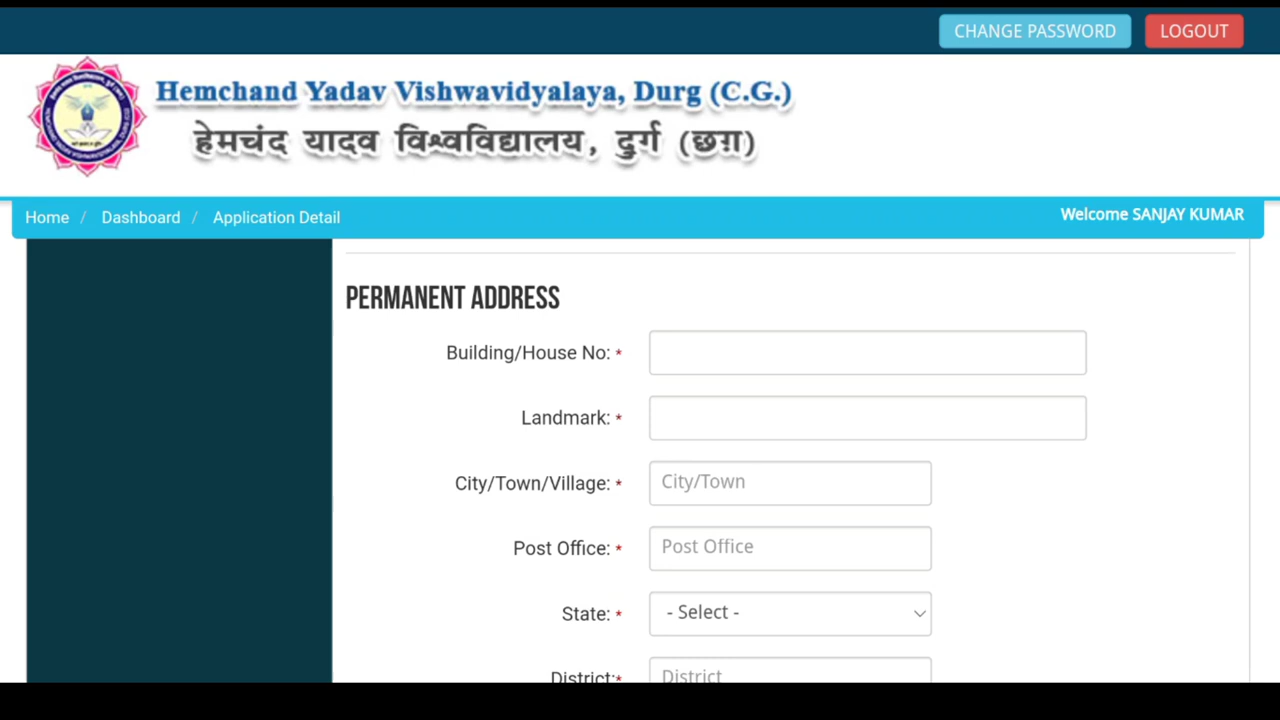 CHANGE PASSWORD LOGOUT
Hemchand Yadav Vishwavidyalaya, Durg (C.G.)
हेमचंद यादव विश्वविद्यालय, दुर्ग (छग़)
Home / Dashboard / Application Detail Welcome SANJAY KUMAR
PERMANENT ADDRESS
Building/House No: *
Landmark: *
City/Town/Village: * City/Town
Post Office: * Post Office
State: * - Select -
District:* District